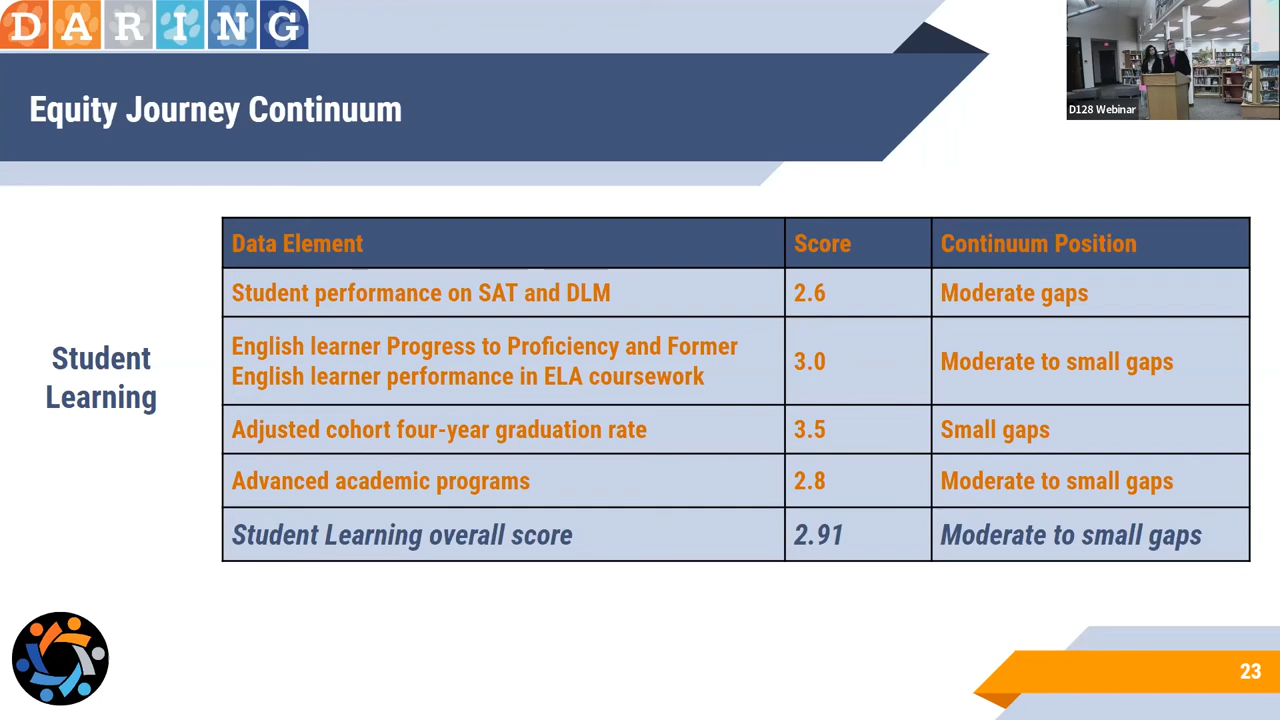 DARING
D128 Webinar
Equity Journey Continuum
Student
Learning
Data Element Score Continuum Position
Student performance on SAT and DLM 2.6 Moderate gaps
English learner Progress to Proficiency and Former
English learner performance in ELA coursework 3.0 Moderate to small gaps
Adjusted cohort four-year graduation rate 3.5 Small gaps
Advanced academic programs 2.8 Moderate to small gaps
Student Learning overall score 2.91 Moderate to small gaps
23